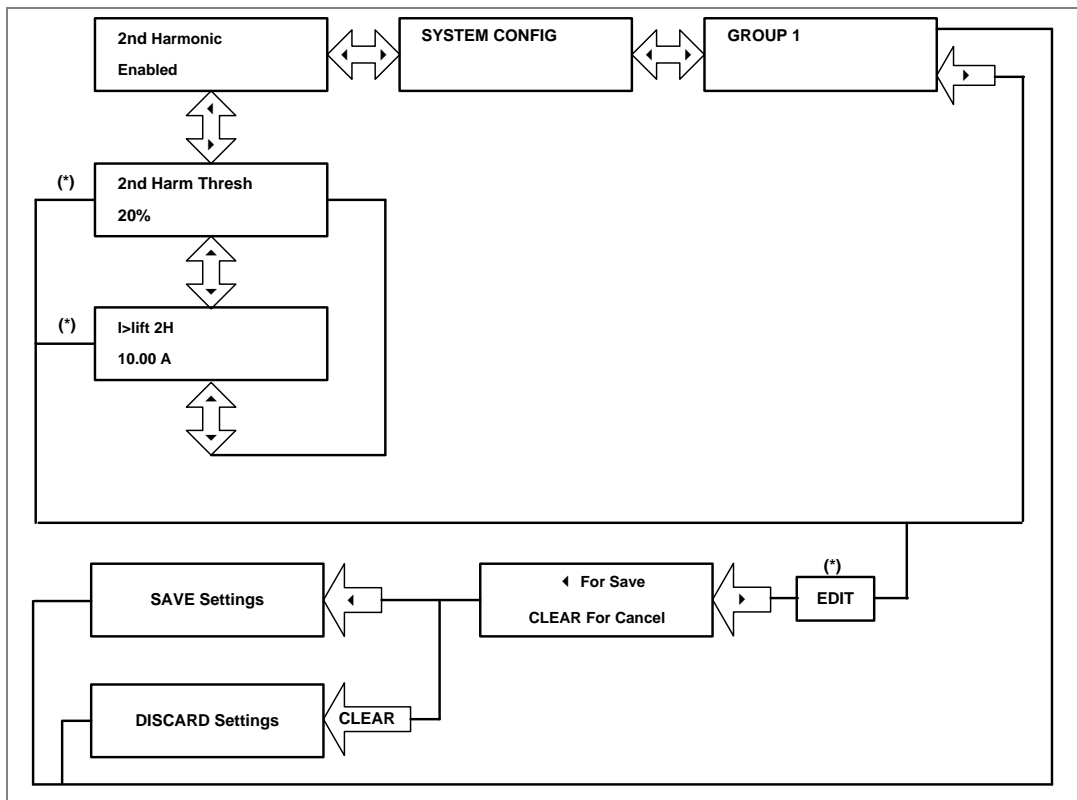 2nd Harmonic
Enabled
SYSTEM CONFIG
GROUP 1
(*)
2nd Harm Thresh
20%
(*)
I>lift 2H
10.00 A
SAVE Settings
For Save
CLEAR For Cancel
(*)
EDIT
DISCARD Settings
CLEAR